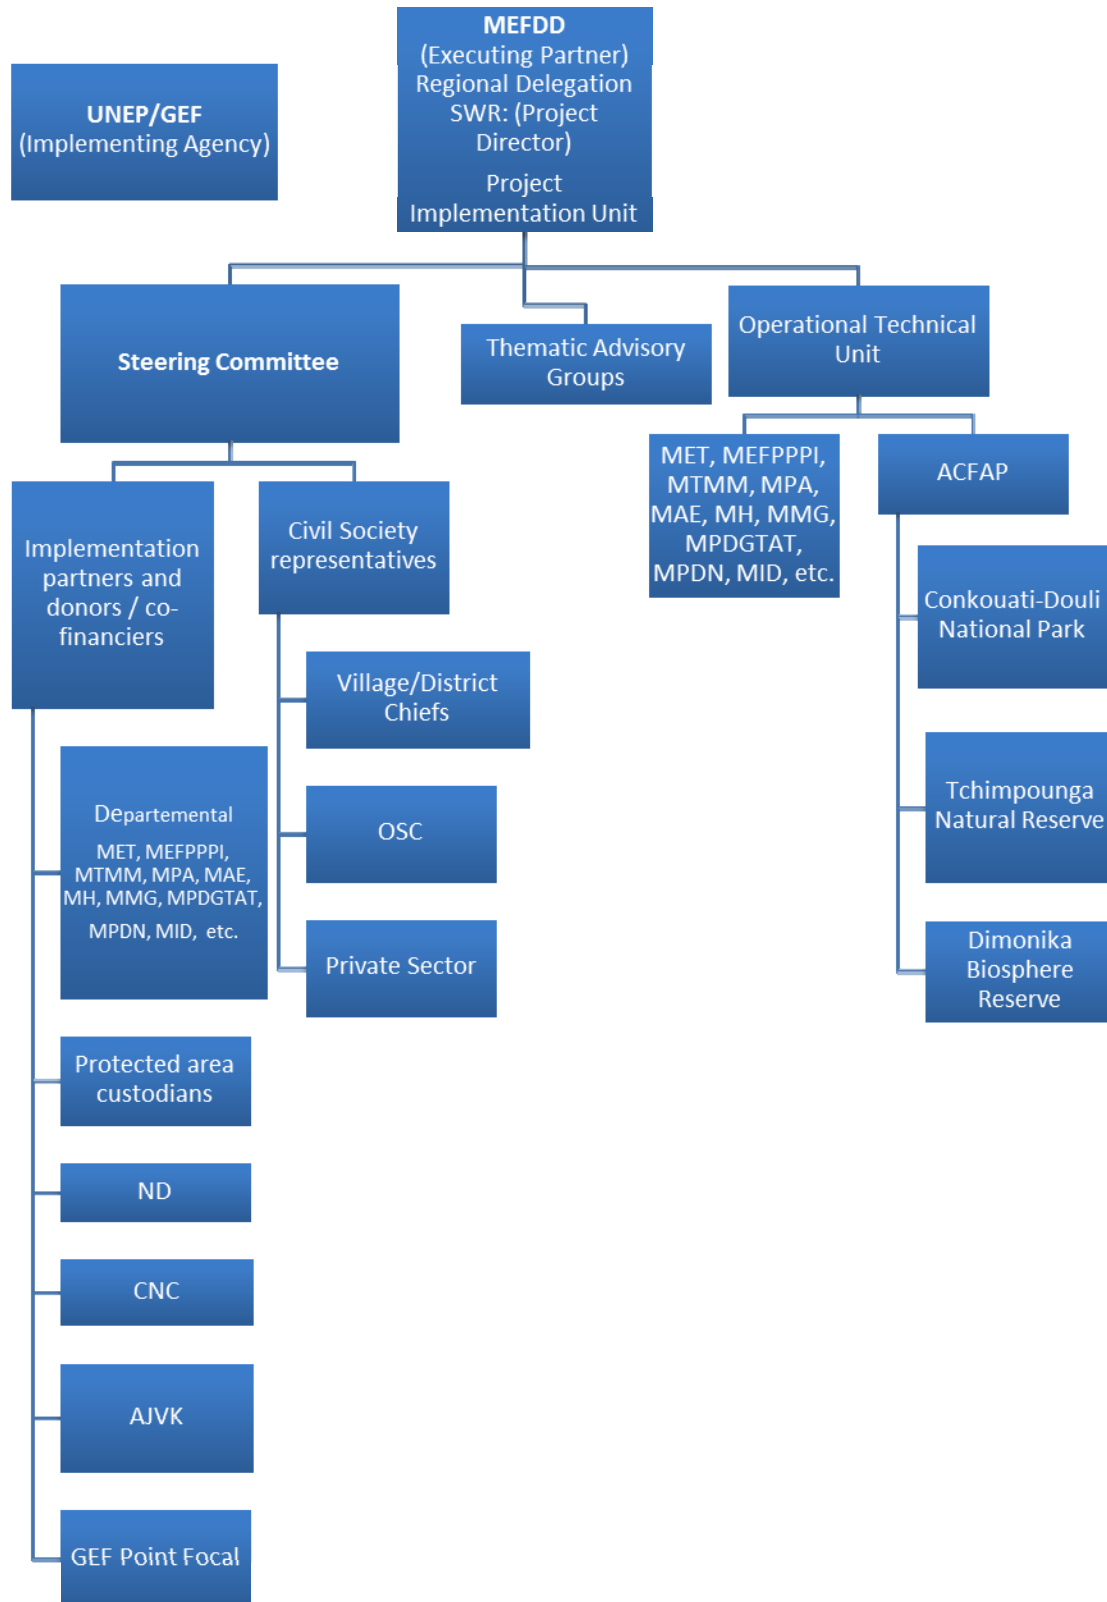 MEFDD
(Executing Partner)
Regional Delegation
SWR: (Project
Director)
Project
Implementation Unit
UNEP/GEF
(Implementing Agency)
Steering Committee
Thematic Advisory
Groups
Operational Technical
Unit
Implementation
partners and
donors / co-
financiers
Civil Society
representatives
MET, MEFPPPI,
MTMM, MPA,
MAE, MH, MMG,
MPDGTAT,
MPDN, MID, etc.
ACFAP
Conkouati-Douli
National Park
Tchimpounga
Natural Reserve
Dimonika
Biosphere
Reserve
Village/District
Chiefs
OSC
Private Sector
Departemental
MET, MEFPPPI,
MTMM, MPA, MAE,
MH, MMG, MPDGTAT,
MPDN, MID, etc.
Protected area
custodians
ND
CNC
AJVK
GEF Point Focal